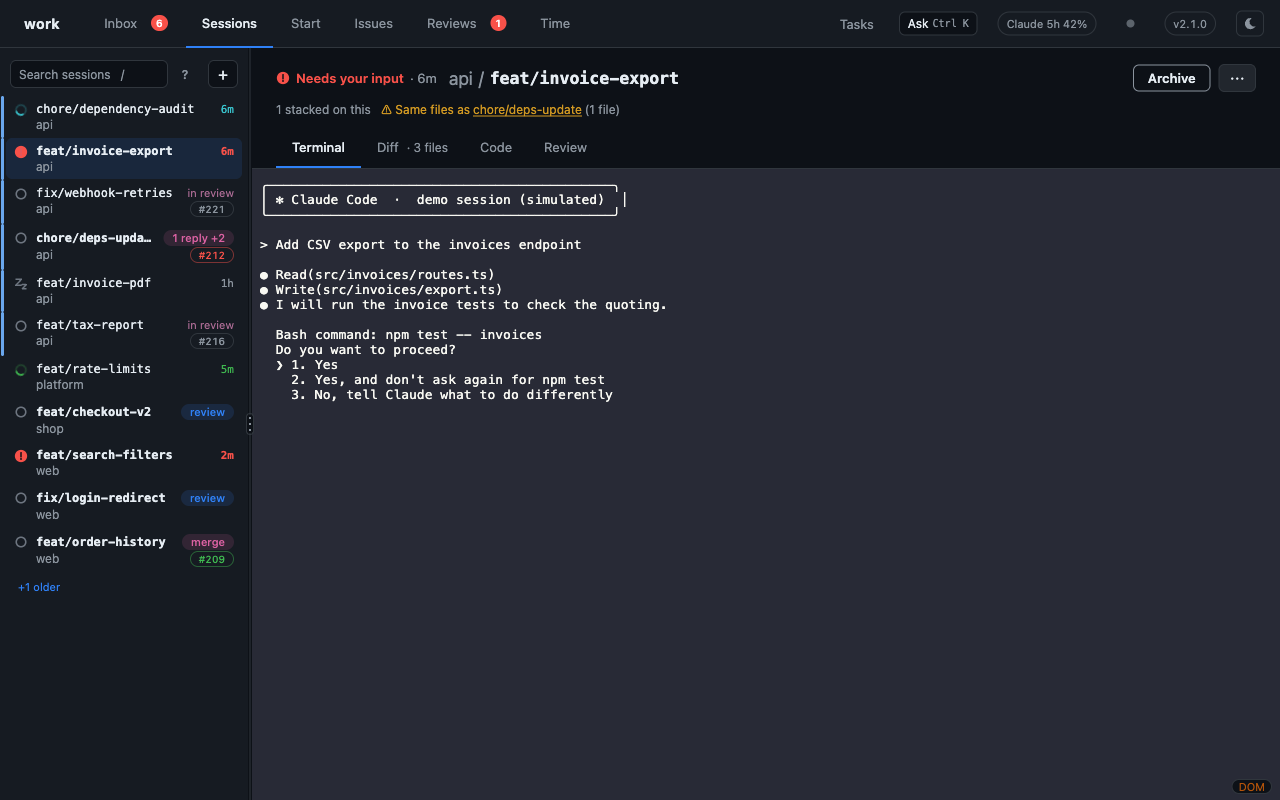 work Inbox 6 Sessions Start Issues Reviews 1 Time Tasks Ask Ctrl K Claude 5h 42% v2.1.0
Search sessions / ? +
chore/dependency-audit 6m
api
feat/invoice-export 6m
api
fix/webhook-retries in review
api #221
chore/deps-upda… 1 reply +2
api #212
feat/invoice-pdf 1h
api
feat/tax-report in review
api #216
feat/rate-limits 5m
platform
feat/checkout-v2 review
shop
feat/search-filters 2m
web
fix/login-redirect review
web
feat/order-history merge
web #209
+1 older
Needs your input · 6m api / feat/invoice-export Archive ···
1 stacked on this ⚠ Same files as chore/deps-update (1 file)
Terminal Diff · 3 files Code Review
✻ Claude Code · demo session (simulated)
> Add CSV export to the invoices endpoint
● Read(src/invoices/routes.ts)
● Write(src/invoices/export.ts)
● I will run the invoice tests to check the quoting.
Bash command: npm test -- invoices
Do you want to proceed?
❯ 1. Yes
2. Yes, and don't ask again for npm test
3. No, tell Claude what to do differently
DOM